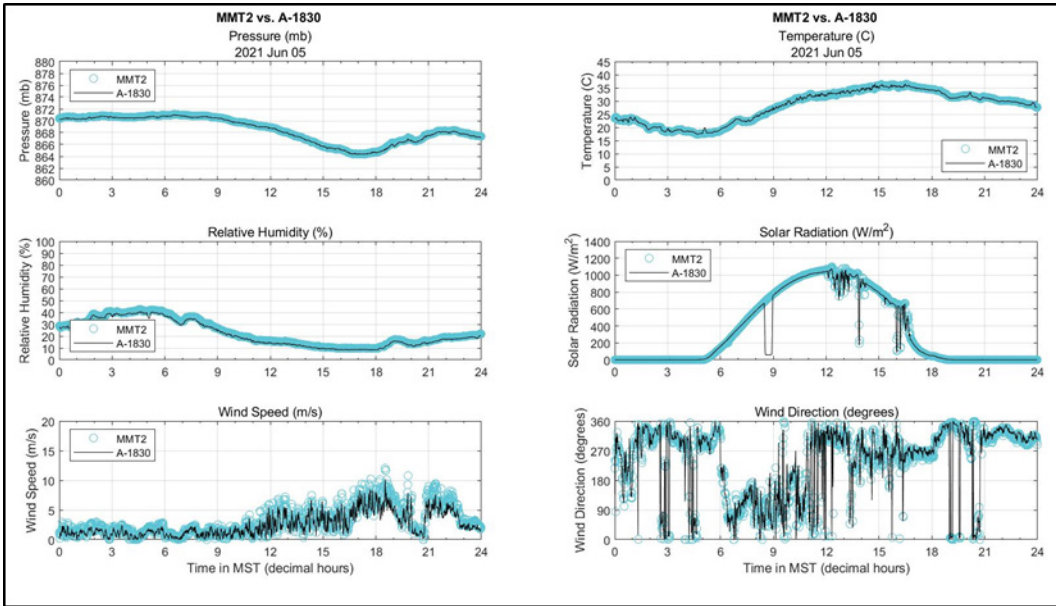 MMT2 vs. A-1830
Pressure (mb)
2021 Jun 05
880
878
876
874
872
870
868
866
864
862
860
Pressure (mb)
MMT2
A-1830
0 3 6 9 12 15 18 21 24
MMT2 vs. A-1830
Temperature (C)
2021 Jun 05
45
40
35
30
25
20
15
10
5
0
Temperature (C)
MMT2
A-1830
0 3 6 9 12 15 18 21 24
Relative Humidity (%)
100
90
80
70
60
50
40
30
20
10
0
Relative Humidity (%)
MMT2
A-1830
0 3 6 9 12 15 18 21 24
Solar Radiation (W/m²)
1400
1200
1000
800
600
400
200
0
Solar Radiation (W/m²)
MMT2
A-1830
0 3 6 9 12 15 18 21 24
Wind Speed (m/s)
20
15
10
5
0
Wind Speed (m/s)
MMT2
A-1830
0 3 6 9 12 15 18 21 24
Time in MST (decimal hours)
Wind Direction (degrees)
360
270
180
90
0
Wind Direction (degrees)
MMT2
A-1830
0 3 6 9 12 15 18 21 24
Time in MST (decimal hours)